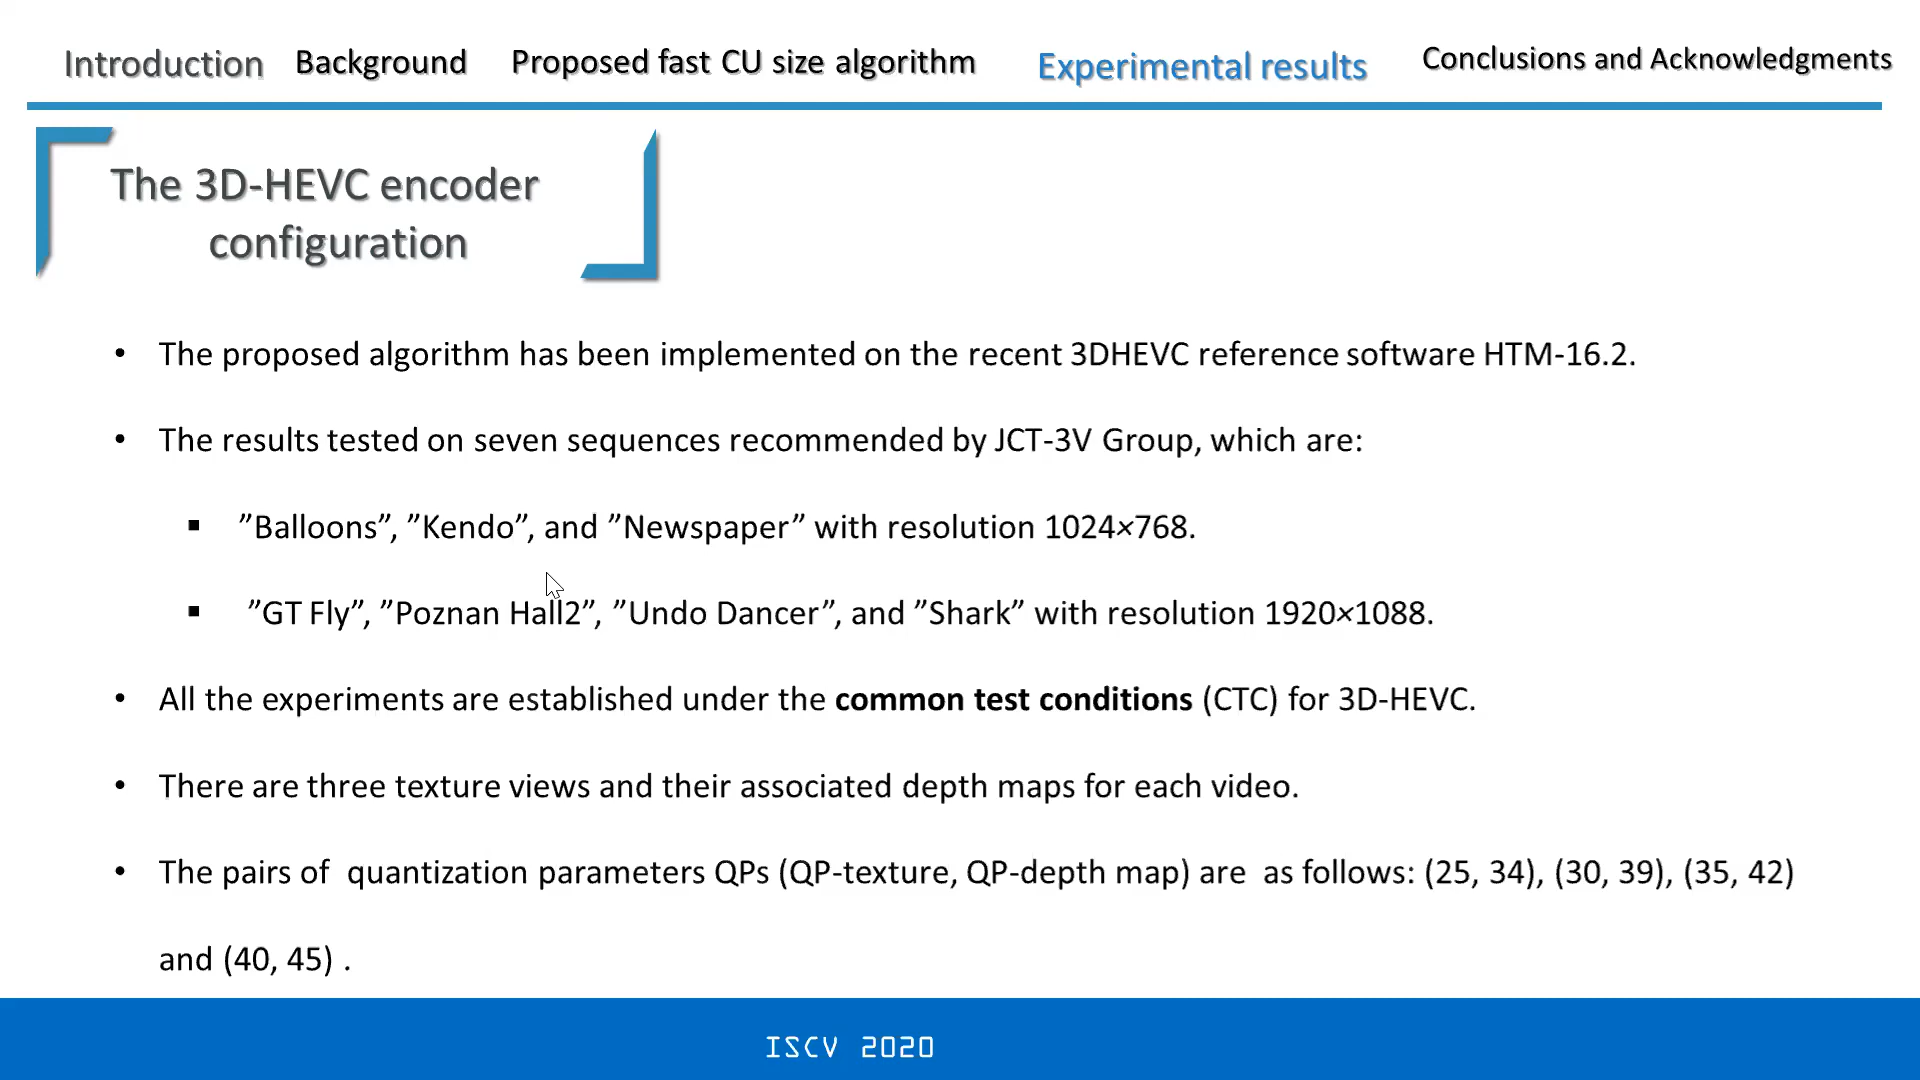 Introduction Background Proposed fast CU size algorithm Experimental results Conclusions and Acknowledgments
The 3D-HEVC encoder
configuration
• The proposed algorithm has been implemented on the recent 3DHEVC reference software HTM-16.2.
• The results tested on seven sequences recommended by JCT-3V Group, which are:
▪ ”Balloons”, ”Kendo”, and ”Newspaper” with resolution 1024×768.
▪ ”GT Fly”, ”Poznan Hall2”, ”Undo Dancer”, and ”Shark” with resolution 1920×1088.
• All the experiments are established under the common test conditions (CTC) for 3D-HEVC.
• There are three texture views and their associated depth maps for each video.
• The pairs of quantization parameters QPs (QP-texture, QP-depth map) are as follows: (25, 34), (30, 39), (35, 42)
and (40, 45) .
ISCV 2020